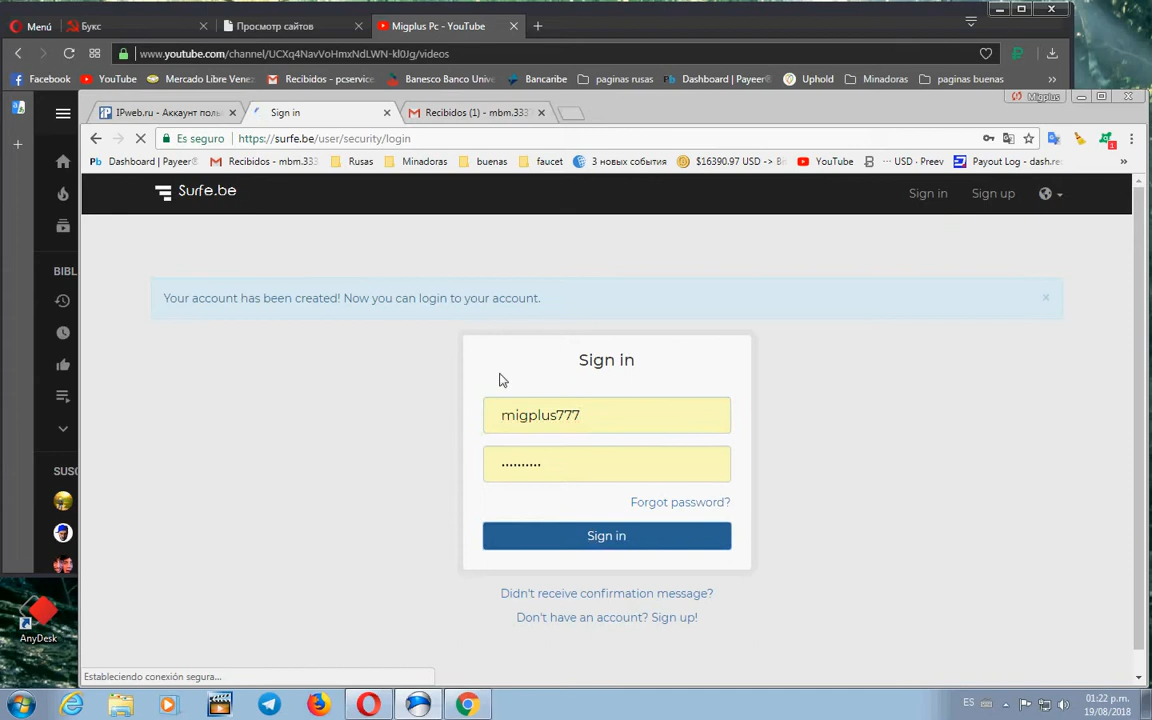 Menú
Букс
Просмотр сайтов
Migplus Pc - YouTube
www.youtube.com/channel/UCXq4NavVoHmxNdLWN-kl0Jg/videos
Facebook
YouTube
Mercado Libre Venez
Recibidos - pcservice
Banesco Banco Unive
Bancaribe
paginas rusas
Dashboard | Payeer®
Uphold
Minadoras
paginas buenas
»
IPweb.ru - Аккаунт поль
Sign in
Recibidos (1) - mbm.333
Migplus
Es seguro
https://surfe.be/user/security/login
1
Pb Dashboard | Payeer®
Recibidos - mbm.333
Rusas
Minadoras
buenas
faucet
3 новых события
$16390.97 USD -> Bi
YouTube
··· USD · Preev
Payout Log - dash.re
»
Surfe.be
Sign in
Sign up
BIBL
SUSC
Your account has been created! Now you can login to your account.
×
Sign in
migplus777
••••••••••
Forgot password?
Sign in
Didn't receive confirmation message?
Don't have an account? Sign up!
AnyDesk
Estableciendo conexión segura...
ES
01:22 p.m.
19/08/2018